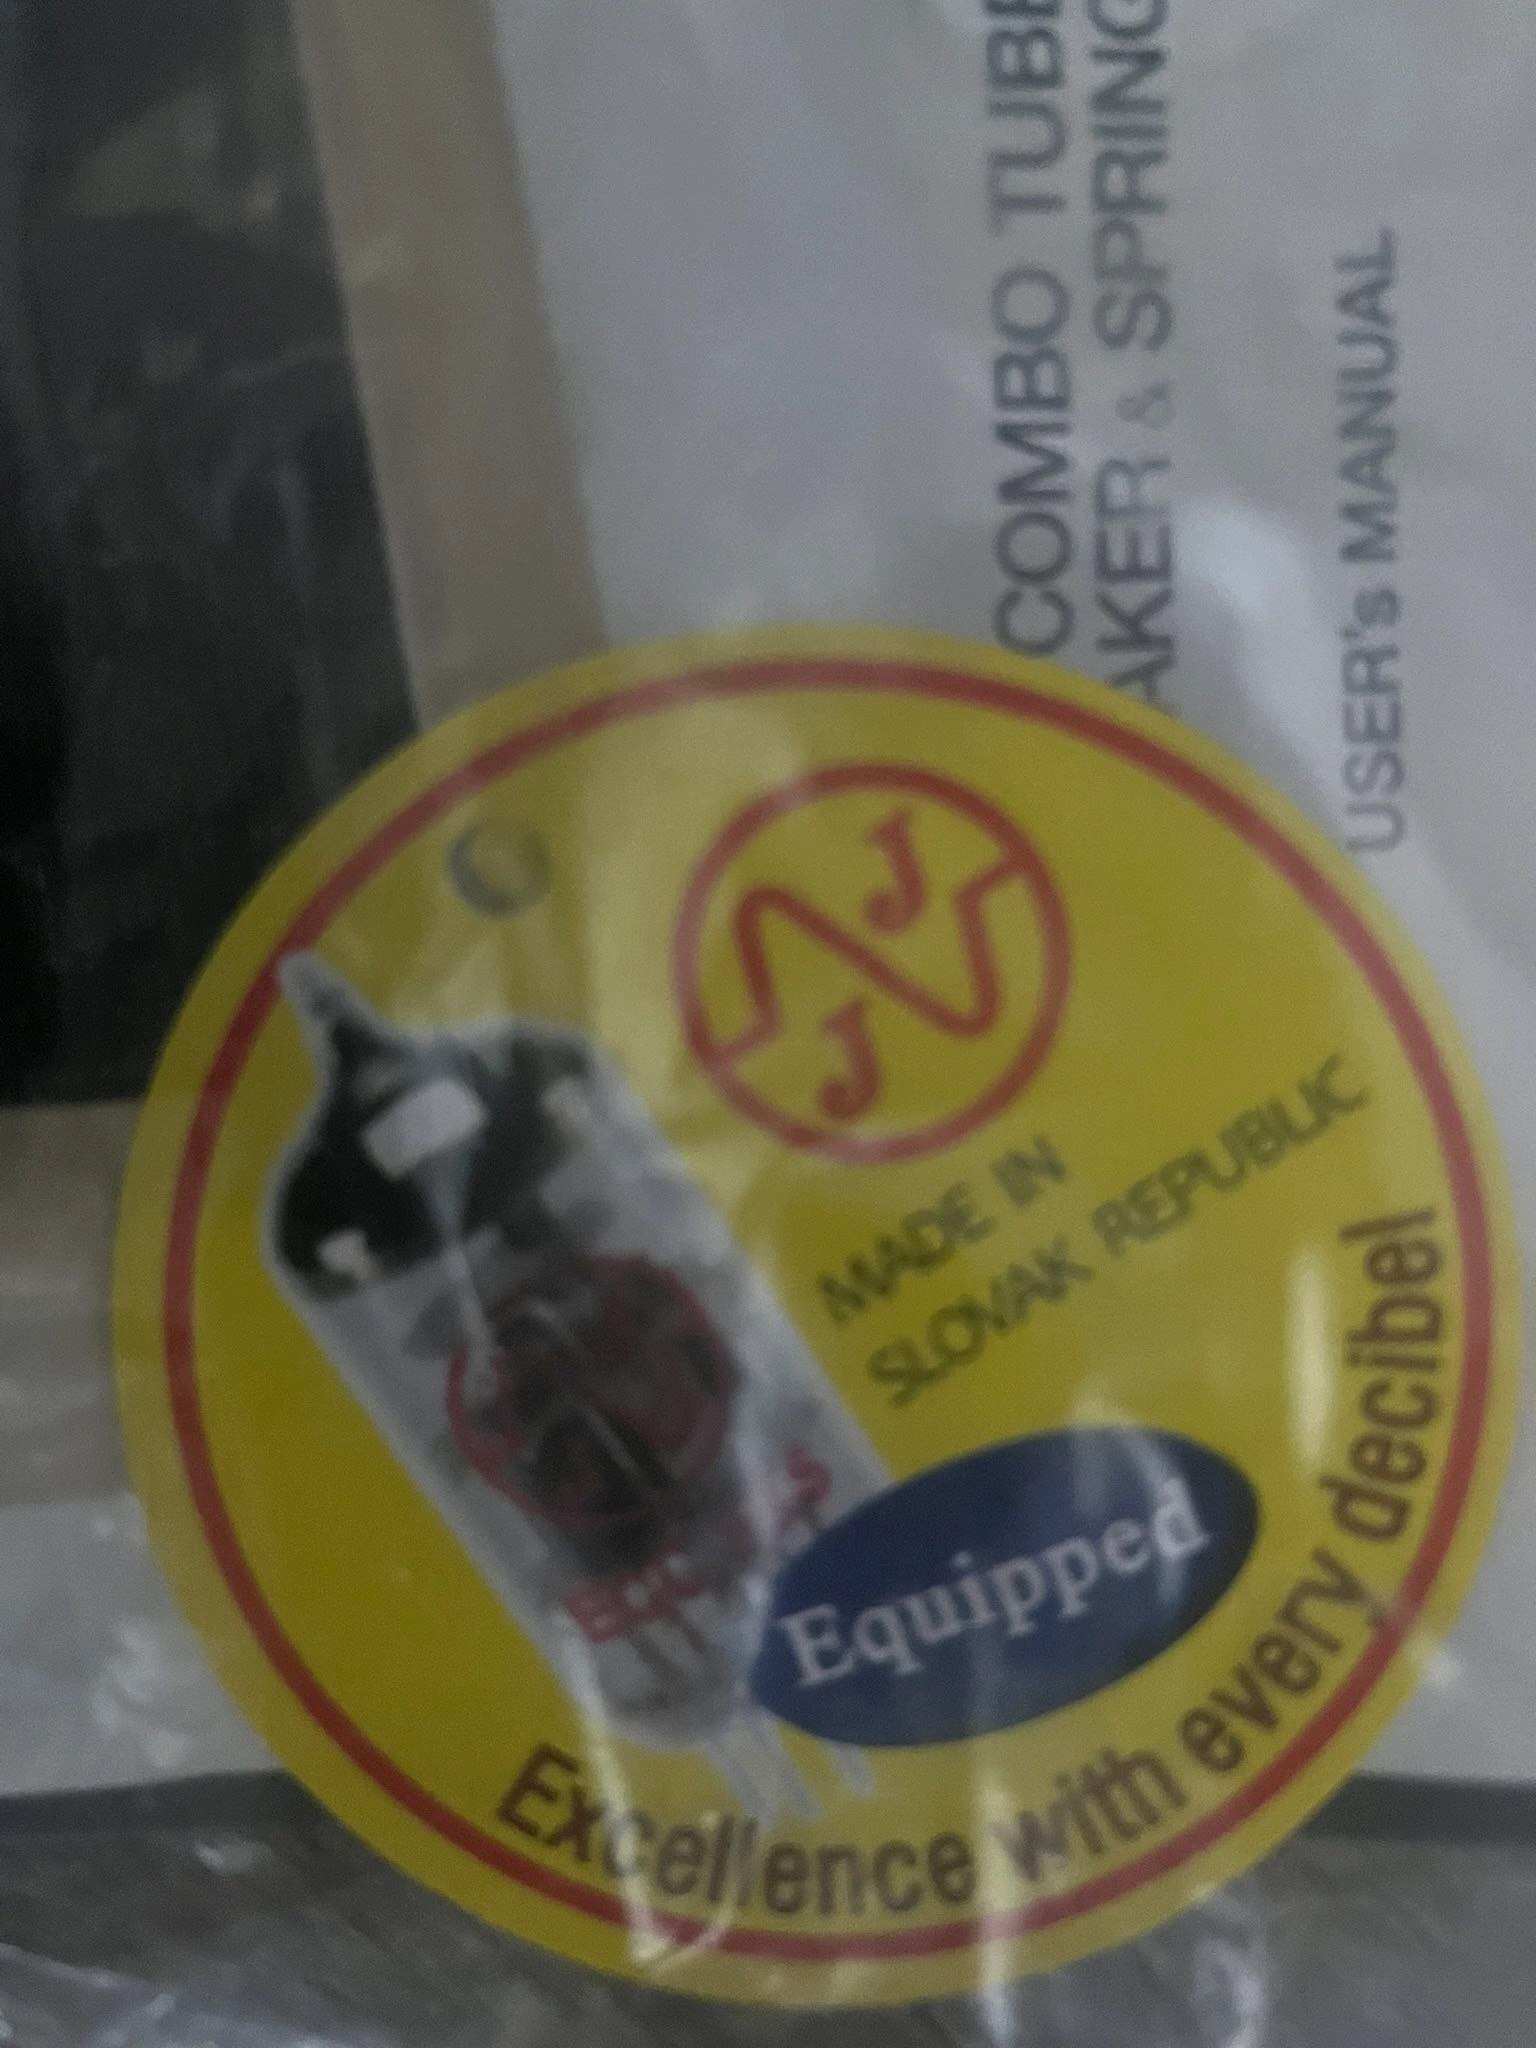 COMBO TUBE
AKER & SPRING
USER's MANUAL
JJ
MADE IN
SLOVAK REPUBLIC
Equipped
Excellence with every decibel